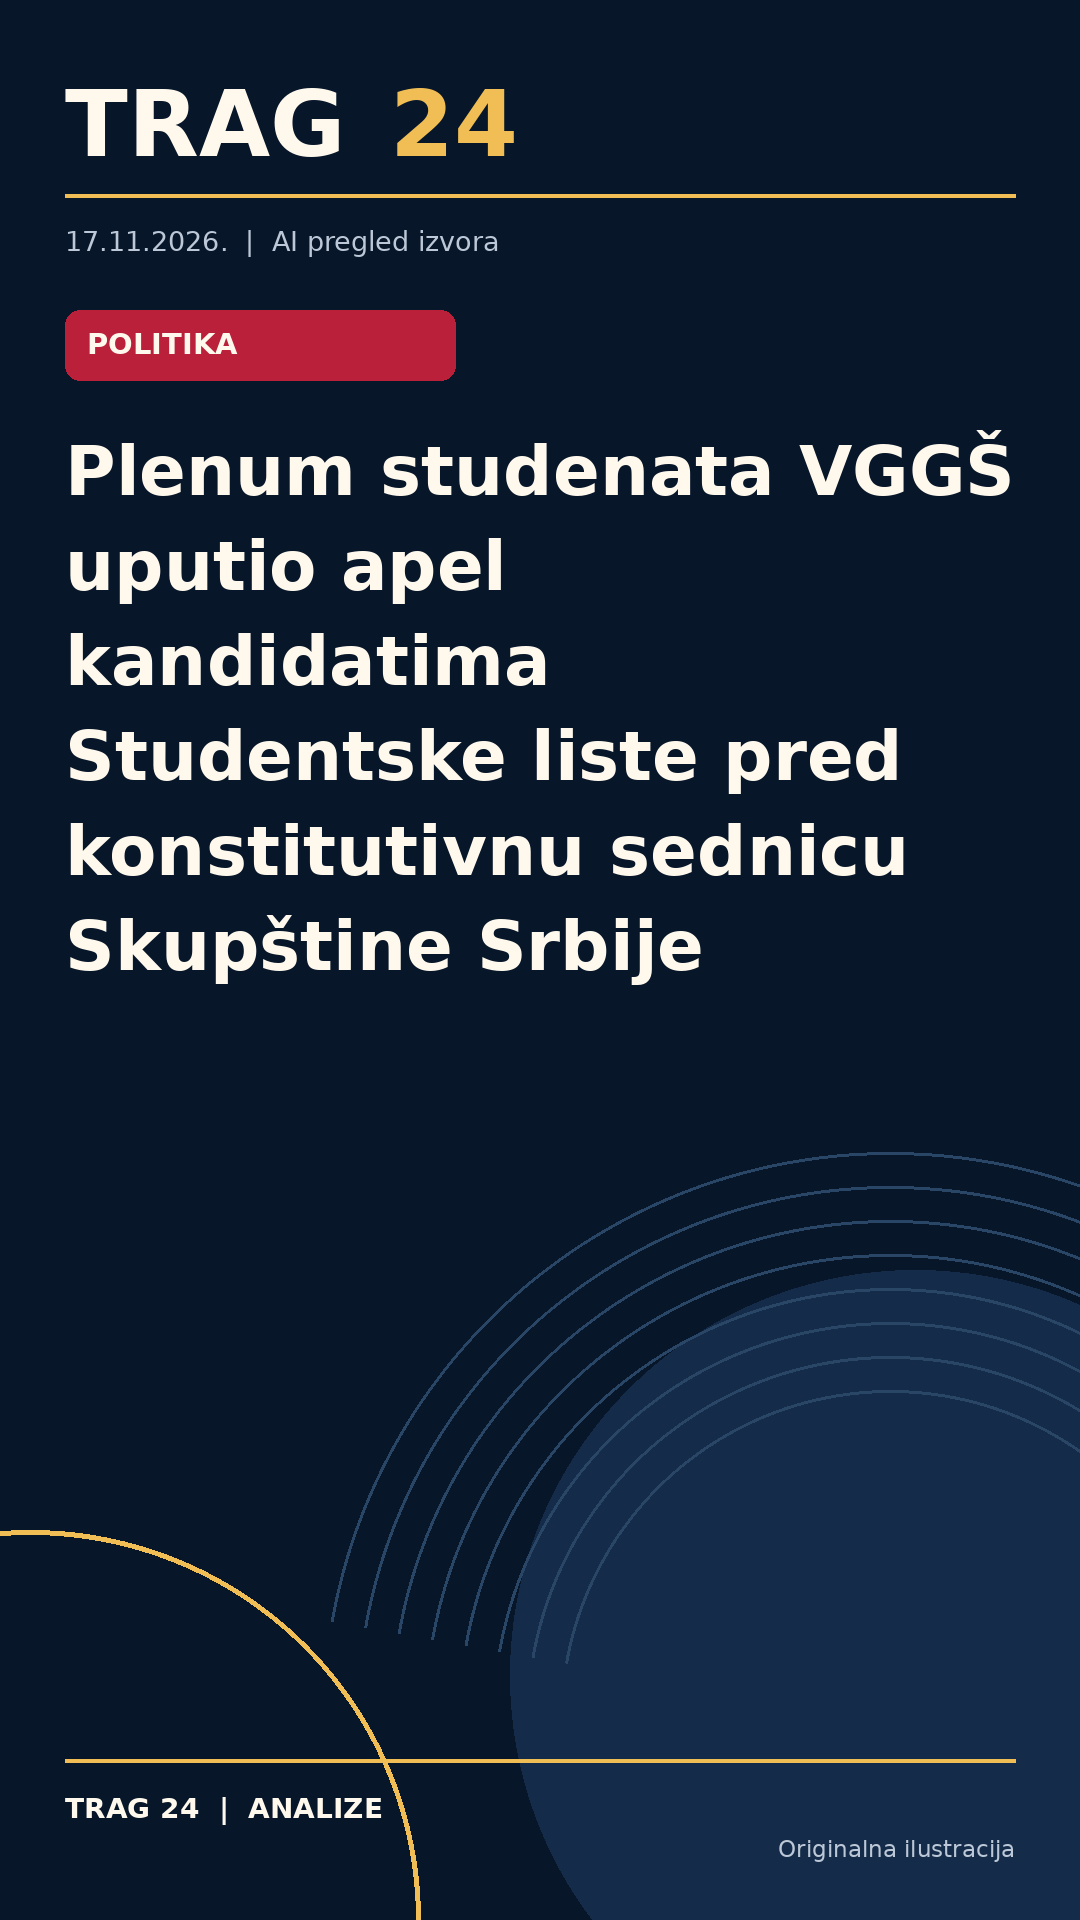 TRAG 24
17.11.2026. | AI pregled izvora
POLITIKA
Plenum studenata VGGŠ
uputio apel
kandidatima
Studentske liste pred
konstitutivnu sednicu
Skupštine Srbije
TRAG 24 | ANALIZE
Originalna ilustracija